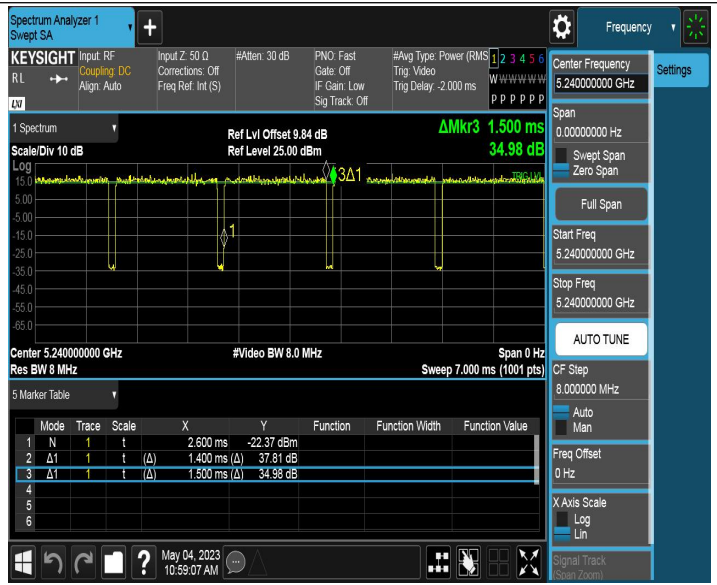 Spectrum Analyzer 1
Swept SA
Frequency
KEYSIGHT Input: RF
RL
Coupling: DC
Align: Auto
LXI
Input Z: 50 Ω
Corrections: Off
Freq Ref: Int (S)
#Atten: 30 dB
PNO: Fast
Gate: Off
IF Gain: Low
Sig Track: Off
#Avg Type: Power (RMS
Trig: Video
Trig Delay: -2.000 ms
1 2 3 4 5 6
W W W W W W
P P P P P P
1 Spectrum
Scale/Div 10 dB
Ref Lvl Offset 9.84 dB
Ref Level 25.00 dBm
ΔMkr3 1.500 ms
34.98 dB
Log
15.0
5.00
-5.00
-15.0
-25.0
-35.0
-45.0
-55.0
-65.0
3Δ1
TRIG LVL
1
Center 5.240000000 GHz
Res BW 8 MHz
#Video BW 8.0 MHz
Span 0 Hz
Sweep 7.000 ms (1001 pts)
5 Marker Table
Mode Trace Scale X Y Function Function Width Function Value
1 N 1 t 2.600 ms -22.37 dBm
2 Δ1 1 t (Δ) 1.400 ms (Δ) 37.81 dB
3 Δ1 1 t (Δ) 1.500 ms (Δ) 34.98 dB
4
5
6
May 04, 2023
10:59:07 AM
Center Frequency
5.240000000 GHz
Settings
Span
0.00000000 Hz
Swept Span
Zero Span
Full Span
Start Freq
5.240000000 GHz
Stop Freq
5.240000000 GHz
AUTO TUNE
CF Step
8.000000 MHz
Auto
Man
Freq Offset
0 Hz
X Axis Scale
Log
Lin
Signal Track
(Span Zoom)